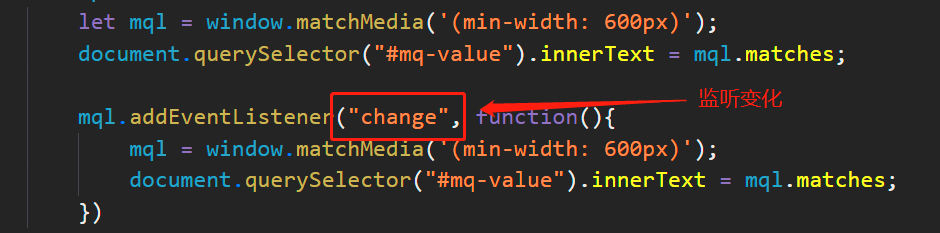 let mql = window.matchMedia('(min-width: 600px)');
document.querySelector("#mq-value").innerText = mql.matches;
mql.addEventListener("change", function(){ 监听变化
mql = window.matchMedia('(min-width: 600px)');
document.querySelector("#mq-value").innerText = mql.matches;
})